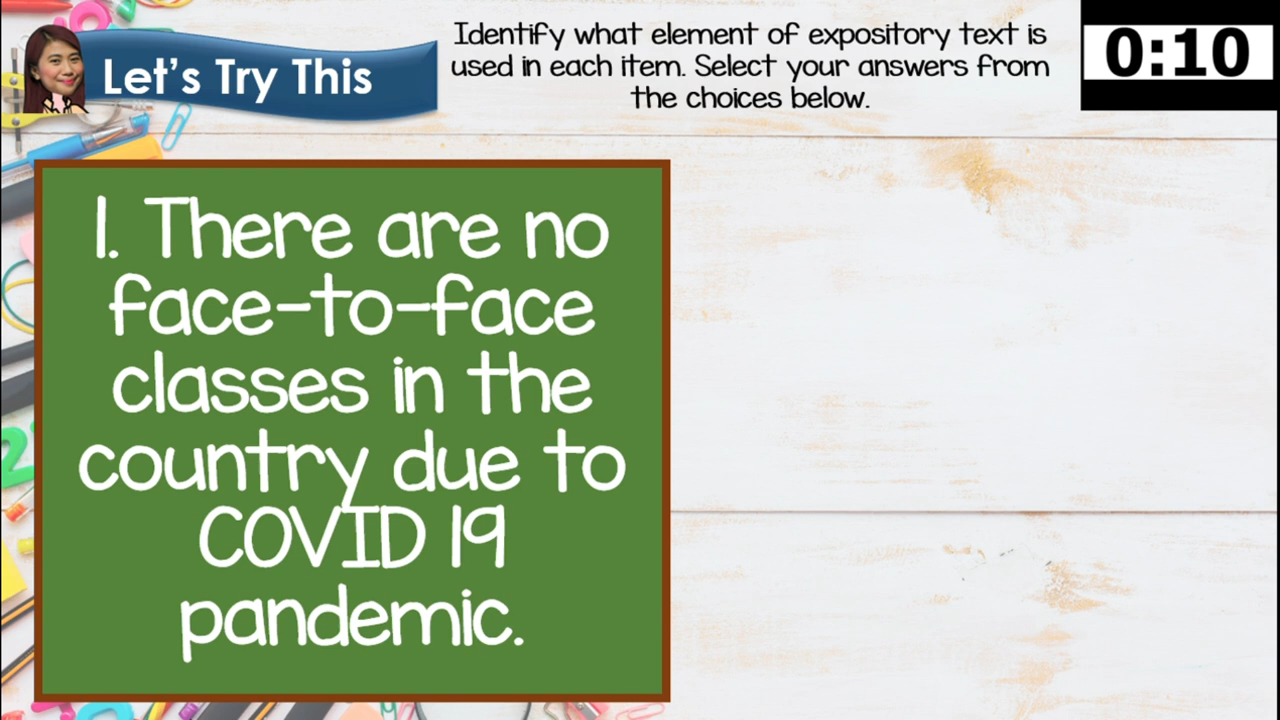 Let's Try This
Identify what element of expository text is
used in each item. Select your answers from
the choices below.
0:10
1. There are no
face-to-face
classes in the
country due to
COVID 19
pandemic.